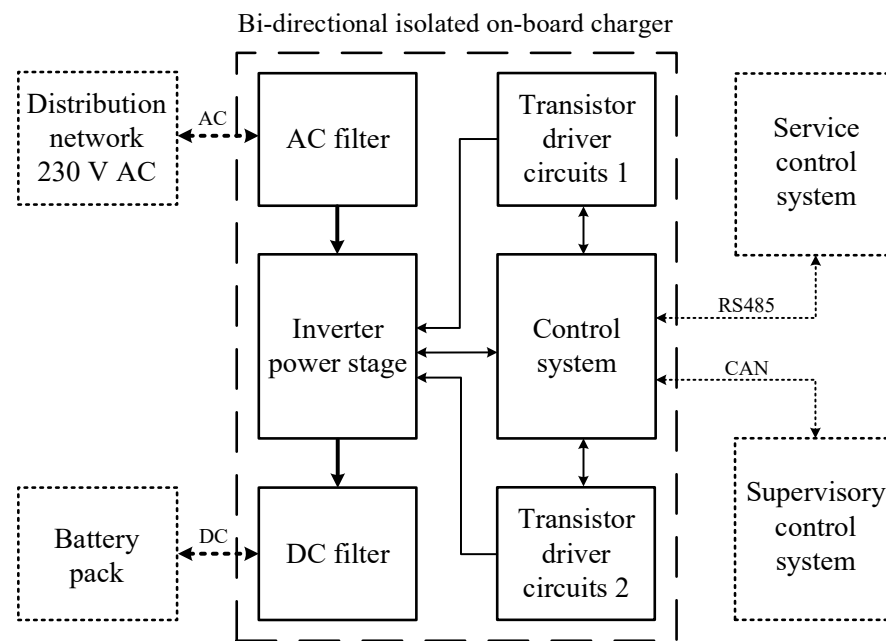 Bi-directional isolated on-board charger
Distribution
network
230 V AC
AC
AC filter
Transistor
driver
circuits 1
Service
control
system
Inverter
power stage
Control
system
RS485
CAN
Battery
pack
DC
DC filter
Transistor
driver
circuits 2
Supervisory
control
system